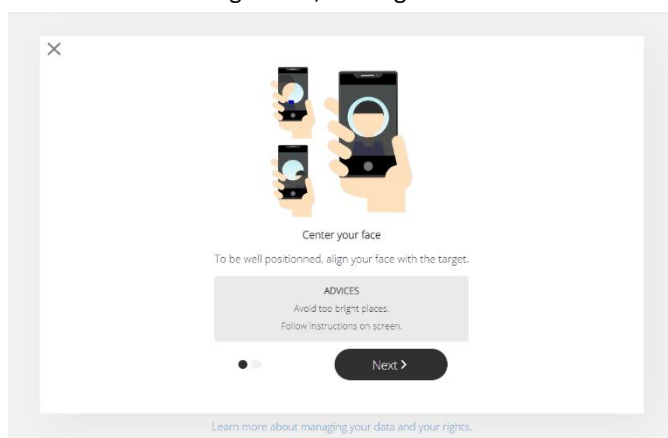 Center your face
To be well positionned, align your face with the target.
ADVICES
Avoid too bright places.
Follow instructions on screen.
Next >
Learn more about managing your data and your rights.